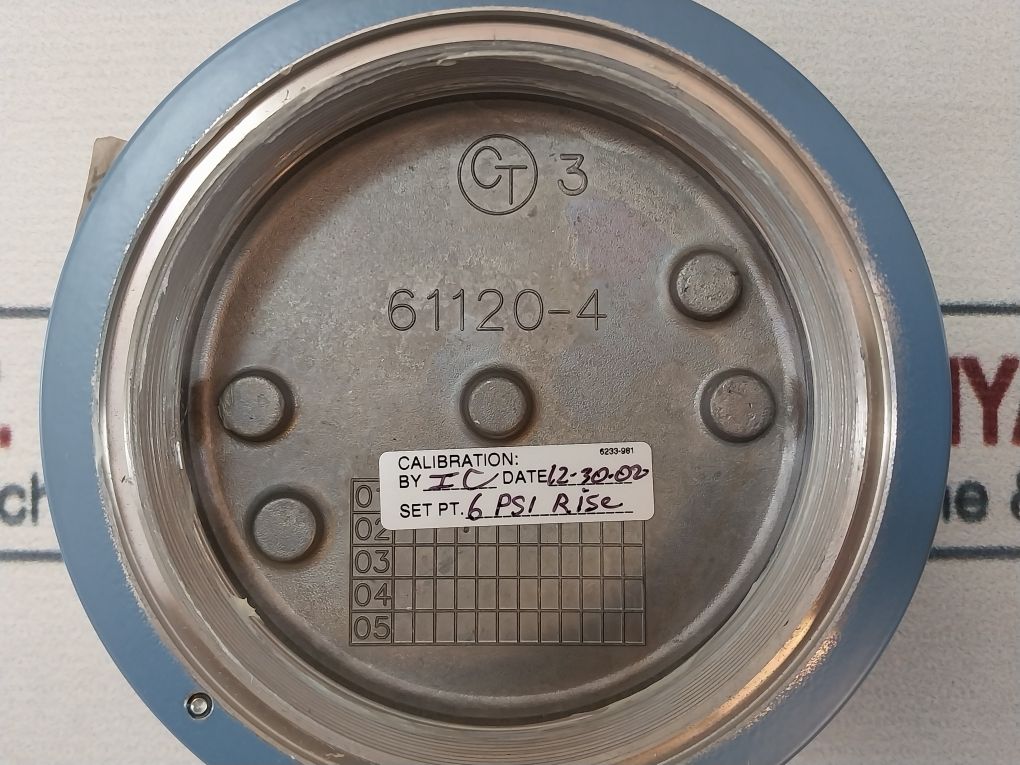 CT 3
61120-4
6233-981
CALIBRATION:
BY IC DATE 12-30-02
SET PT. 6 PSI Rise
02
03
04
05